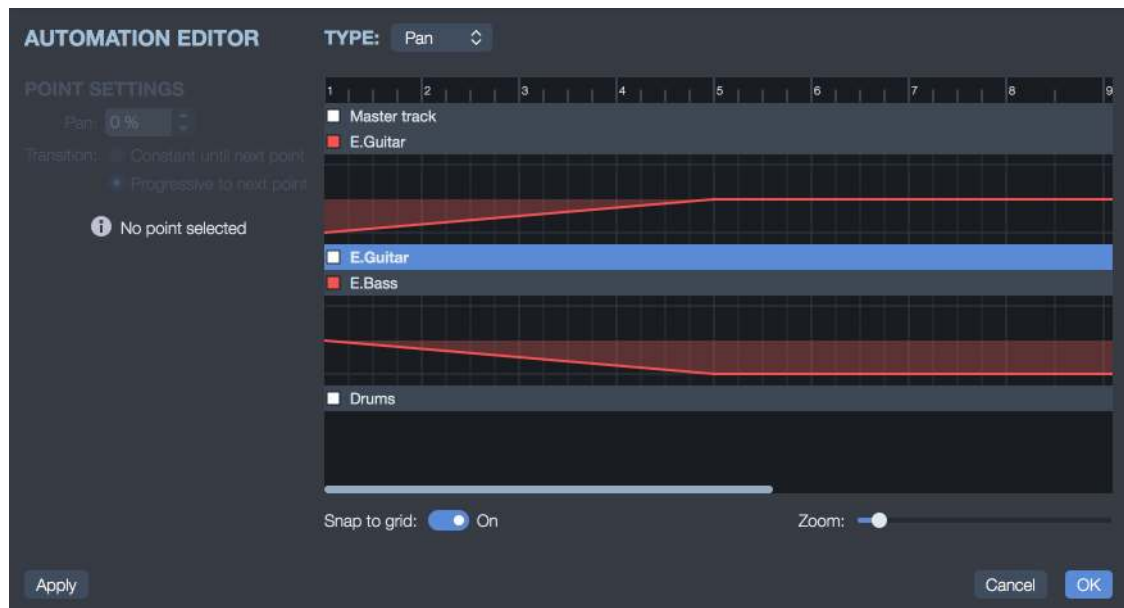 AUTOMATION EDITOR
TYPE: Pan
POINT SETTINGS
Pan: 0 %
Transition: Constant until next point
Progressive to next point
No point selected
1 2 3 4 5 6 7 8 9
Master track
E.Guitar
E.Guitar
E.Bass
Drums
Snap to grid: On
Zoom:
Apply
Cancel
OK